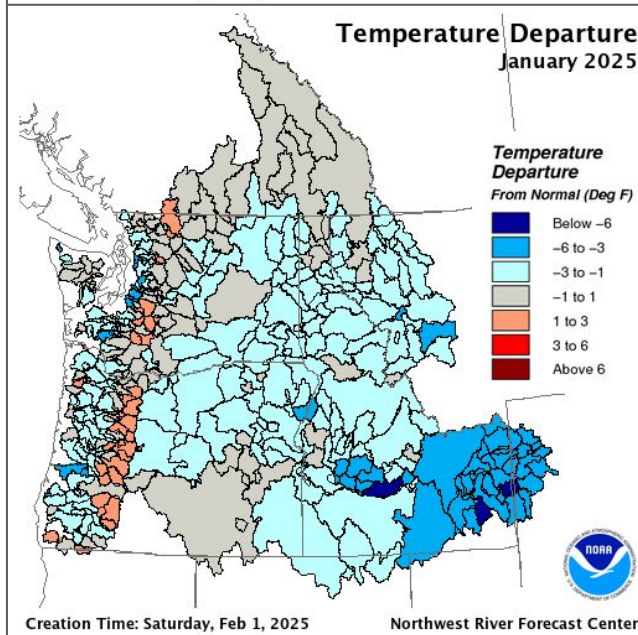 Temperature Departure
January 2025
Temperature
Departure
From Normal (Deg F)
Below -6
-6 to -3
-3 to -1
-1 to 1
1 to 3
3 to 6
Above 6
NOAA
Creation Time: Saturday, Feb 1, 2025
Northwest River Forecast Center